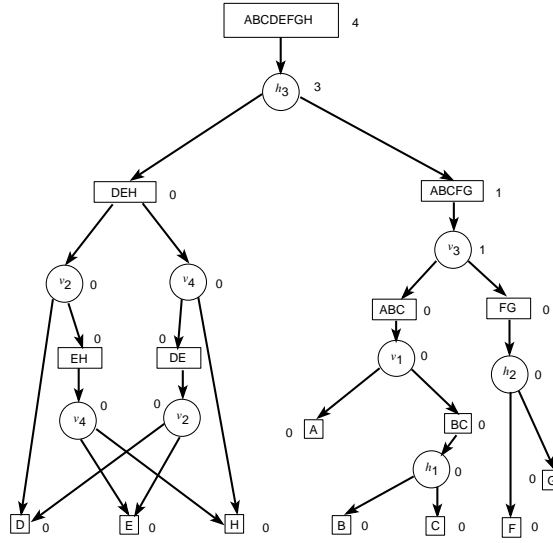 ABCDEFGH 4
h3 3
DEH 0 ABCFG 1
v3 1
v2 0 v4 0
ABC 0 FG 0
0 0
EH DE
v1 0 h2 0
v4 0 0 v2
0 A BC 0
h1 0 0 G
D 0 E 0 H 0 B 0 C 0 F 0